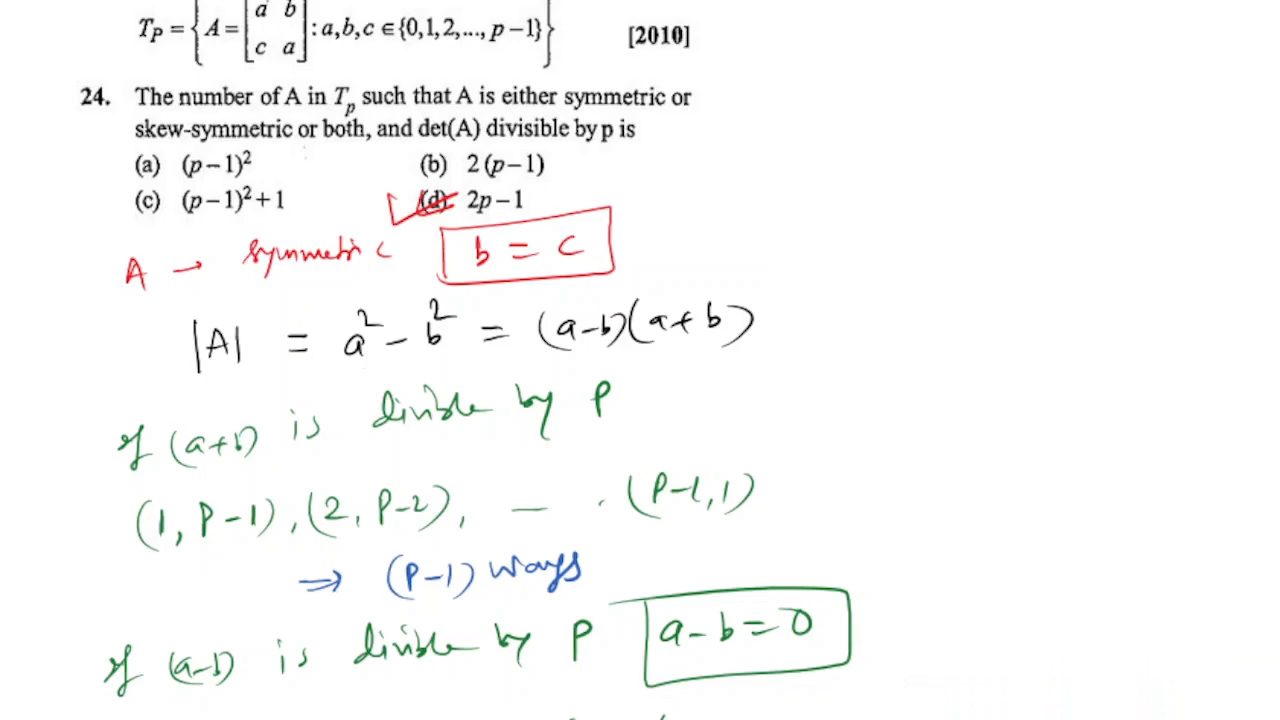 T_P = { A = [a b; c a] : a,b,c ∈ {0,1,2,...,p−1} } [2010]
24. The number of A in T_p such that A is either symmetric or
skew-symmetric or both, and det(A) divisible by p is
(a) (p−1)² (b) 2(p−1)
(c) (p−1)²+1 (d) 2p−1
A → symmetric b = c
|A| = a² − b² = (a−b)(a+b)
if (a+b) is divible by P
(1, P−1), (2, P−2), — . (P−1, 1)
⇒ (P−1) ways
if (a−b) is divible by P a−b=0